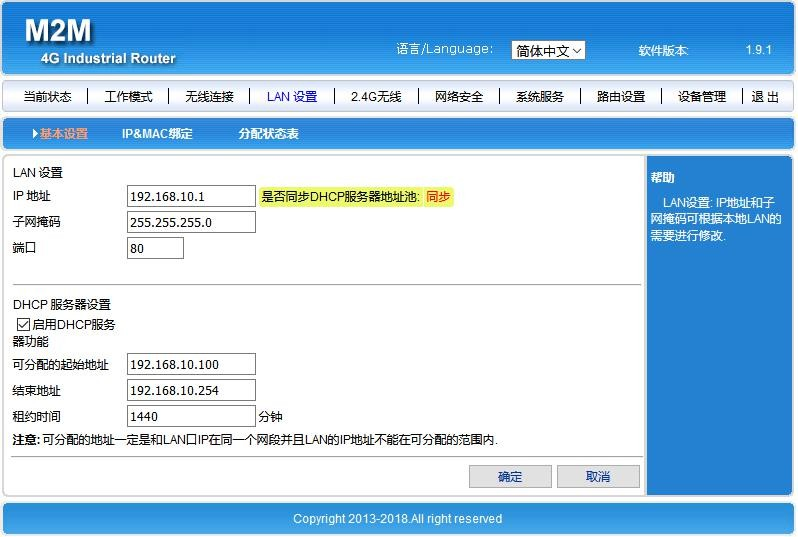 M2M
4G Industrial Router
语言/Language: 简体中文 软件版本: 1.9.1
当前状态 工作模式 无线连接 LAN 设置 2.4G无线 网络安全 系统服务 路由设置 设备管理 退 出
基本设置 IP&MAC绑定 分配状态表
LAN 设置
IP 地址 192.168.10.1 是否同步DHCP服务器地址池: 同步
子网掩码 255.255.255.0
端口 80
DHCP 服务器设置
启用DHCP服务
器功能
可分配的起始地址 192.168.10.100
结束地址 192.168.10.254
租约时间 1440 分钟
注意: 可分配的地址一定是和LAN口IP在同一个网段并且LAN的IP地址不能在可分配的范围内.
确定 取消
帮助
LAN设置: IP地址和子
网掩码可根据本地LAN的
需要进行修改.
Copyright 2013-2018.All right reserved